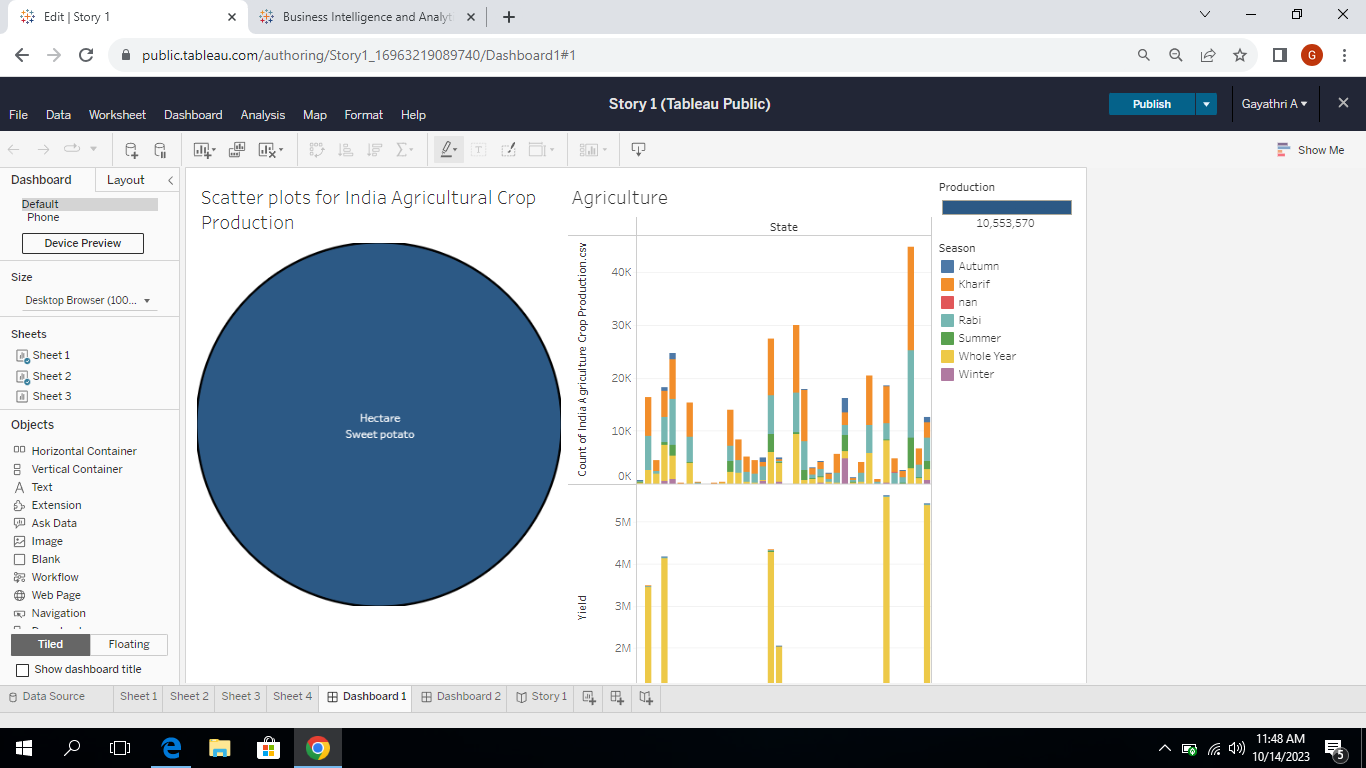 Edit | Story 1
Business Intelligence and Analyt
public.tableau.com/authoring/Story1_16963219089740/Dashboard1#1
G
Story 1 (Tableau Public)
Publish
Gayathri A
File Data Worksheet Dashboard Analysis Map Format Help
Show Me
Dashboard
Layout
Default
Phone
Device Preview
Size
Desktop Browser (100...
Sheets
Sheet 1
Sheet 2
Sheet 3
Objects
Horizontal Container
Vertical Container
Text
Extension
Ask Data
Image
Blank
Workflow
Web Page
Navigation
Tiled
Floating
Show dashboard title
Scatter plots for India Agricultural Crop
Production
Hectare
Sweet potato
Agriculture
State
Count of India Agriculture Crop Production.csv
40K
30K
20K
10K
0K
Yield
5M
4M
3M
2M
Production
10,553,570
Season
Autumn
Kharif
nan
Rabi
Summer
Whole Year
Winter
Data Source
Sheet 1
Sheet 2
Sheet 3
Sheet 4
Dashboard 1
Dashboard 2
Story 1
11:48 AM
10/14/2023
5